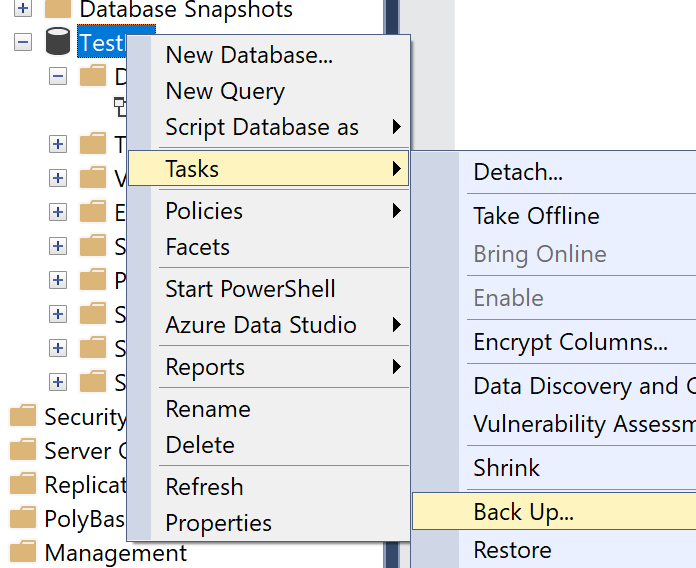 Database Snapshots
Test
New Database...
New Query
Script Database as
Tasks
Policies
Facets
Start PowerShell
Azure Data Studio
Reports
Rename
Delete
Refresh
Properties
Detach...
Take Offline
Bring Online
Enable
Encrypt Columns...
Data Discovery and
Vulnerability Assessm
Shrink
Back Up...
Restore
D
T
V
E
S
P
S
S
S
Security
Server
Replicat
PolyBas
Management